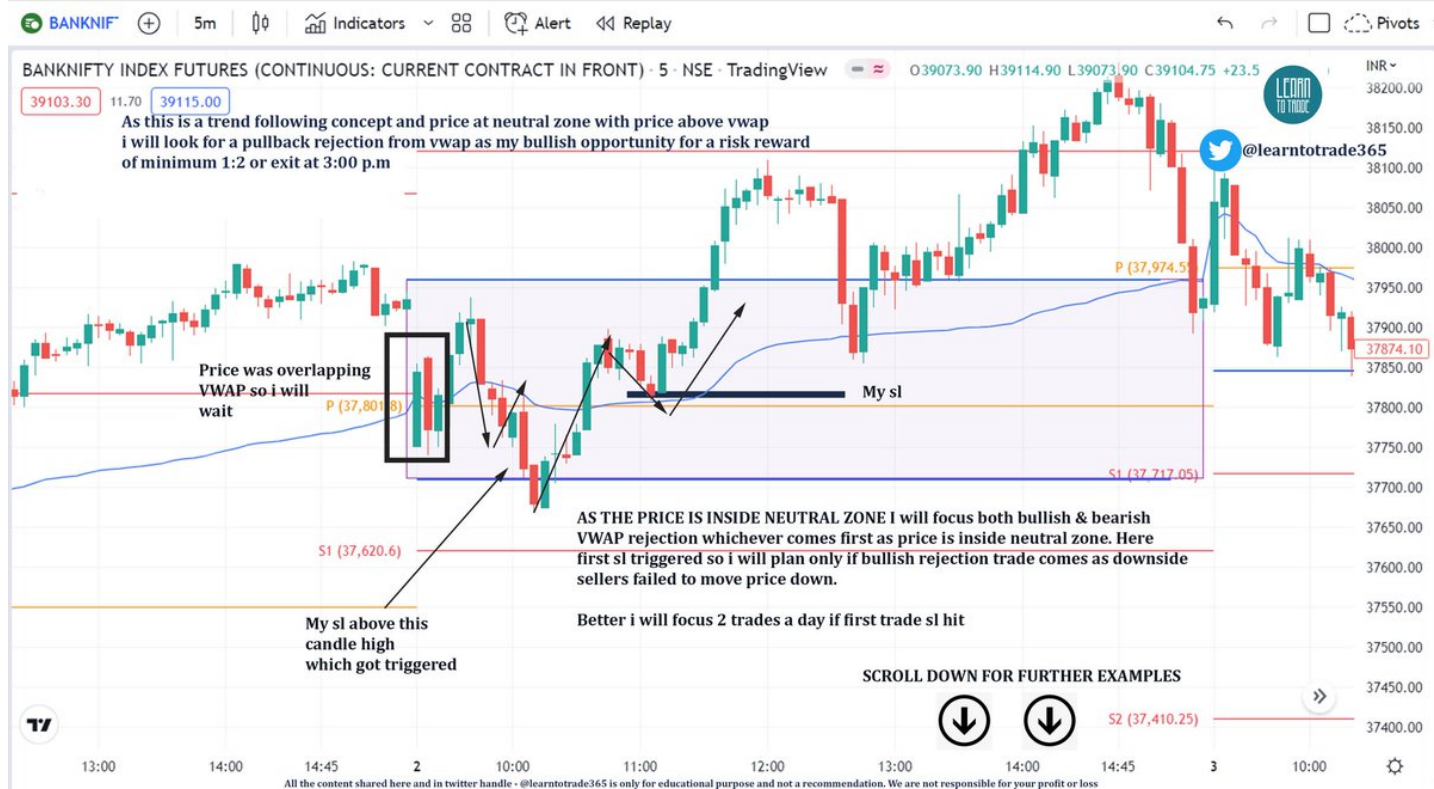 BANKNIF
5m
Indicators
Alert
Replay
Pivots
BANKNIFTY INDEX FUTURES (CONTINUOUS: CURRENT CONTRACT IN FRONT) · 5 · NSE · TradingView
O39073.90 H39114.90 L39073.90 C39104.75 +23.5
INR
39103.30 11.70 39115.00
LEARN
TO TRADE
As this is a trend following concept and price at neutral zone with price above vwap
i will look for a pullback rejection from vwap as my bullish opportunity for a risk reward
of minimum 1:2 or exit at 3:00 p.m
@learntotrade365
38200.00
38150.00
38100.00
38050.00
38000.00
37950.00
37900.00
37874.10
37850.00
37800.00
37750.00
37700.00
37650.00
37600.00
37550.00
37500.00
37450.00
37400.00
P (37,974.5)
Price was overlapping
VWAP so i will
wait
P (37,801.8)
My sl
S1 (37,717.05)
AS THE PRICE IS INSIDE NEUTRAL ZONE I will focus both bullish & bearish
VWAP rejection whichever comes first as price is inside neutral zone. Here
first sl triggered so i will plan only if bullish rejection trade comes as downside
sellers failed to move price down.
S1 (37,620.6)
Better i will focus 2 trades a day if first trade sl hit
My sl above this
candle high
which got triggered
SCROLL DOWN FOR FURTHER EXAMPLES
S2 (37,410.25)
13:00 14:00 14:45 2 10:00 11:00 12:00 13:00 14:00 14:45 3 10:00
All the content shared here and in twitter handle - @learntotrade365 is only for educational purpose and not a recommendation. We are not responsible for your profit or loss